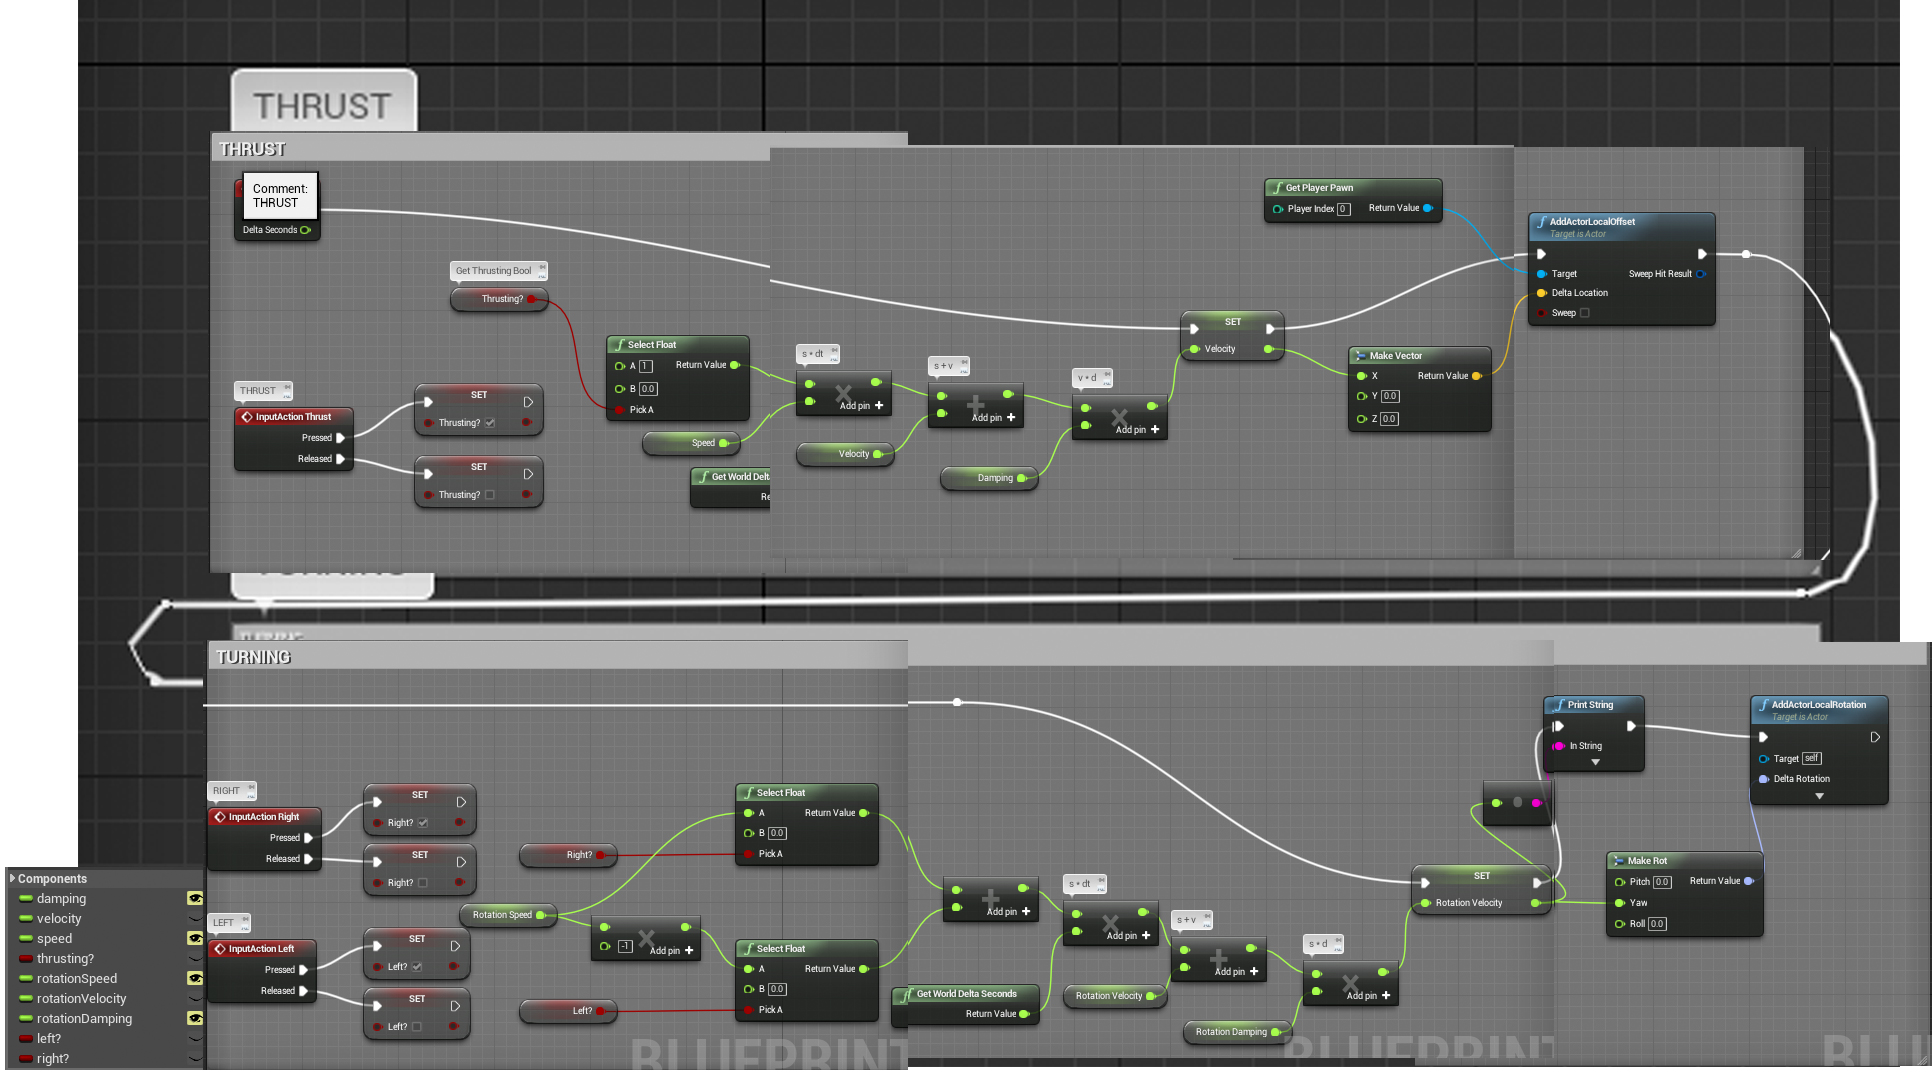 THRUST
THRUST
Comment:
THRUST
Delta Seconds
Get Player Pawn
Player Index 0
Return Value
AddActorLocalOffset
Target is Actor
Target
Sweep Hit Result
Delta Location
Sweep
Get Thrusting Bool
Thrusting?
Select Float
A 1
Return Value
B 0.0
Pick A
Speed
Get World Delt
Re
s * dt
Add pin +
Velocity
s + v
Add pin +
Damping
v * d
Add pin +
SET
Velocity
Make Vector
X
Return Value
Y 0.0
Z 0.0
THRUST
InputAction Thrust
Pressed
Released
SET
Thrusting?
SET
Thrusting?
TURNING
RIGHT
InputAction Right
Pressed
Released
SET
Right?
SET
Right?
LEFT
InputAction Left
Pressed
Released
SET
Left?
SET
Left?
Right?
Rotation Speed
-1
Add pin +
Left?
Select Float
A
Return Value
B 0.0
Pick A
Select Float
A
Return Value
B 0.0
Pick A
Add pin +
Get World Delta Seconds
Return Value
s * dt
Add pin +
Rotation Velocity
s + v
Add pin +
Rotation Damping
s * d
Add pin +
SET
Rotation Velocity
Print String
In String
AddActorLocalRotation
Target is Actor
Target self
Delta Rotation
Make Rot
Pitch 0.0
Return Value
Yaw
Roll 0.0
Components
damping
velocity
speed
thrusting?
rotationSpeed
rotationVelocity
rotationDamping
left?
right?
BLUEPRINT
BLUEPRINT
BLU